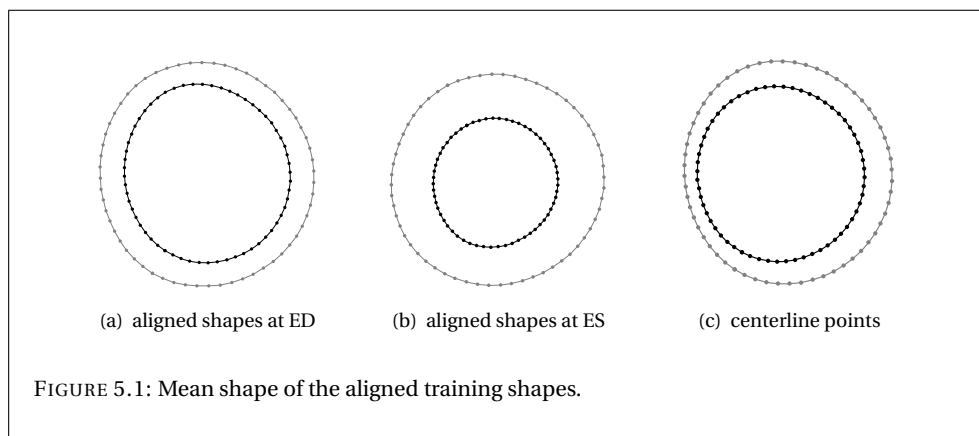 (a) aligned shapes at ED (b) aligned shapes at ES (c) centerline points
FIGURE 5.1: Mean shape of the aligned training shapes.